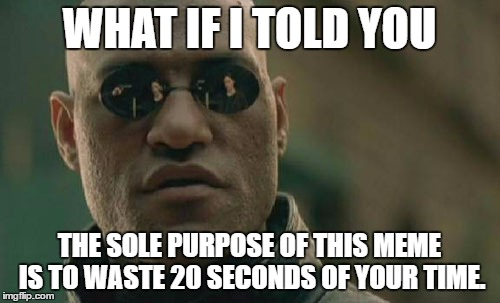 WHAT IF I TOLD YOU
THE SOLE PURPOSE OF THIS MEME
IS TO WASTE 20 SECONDS OF YOUR TIME.
imgflip.com